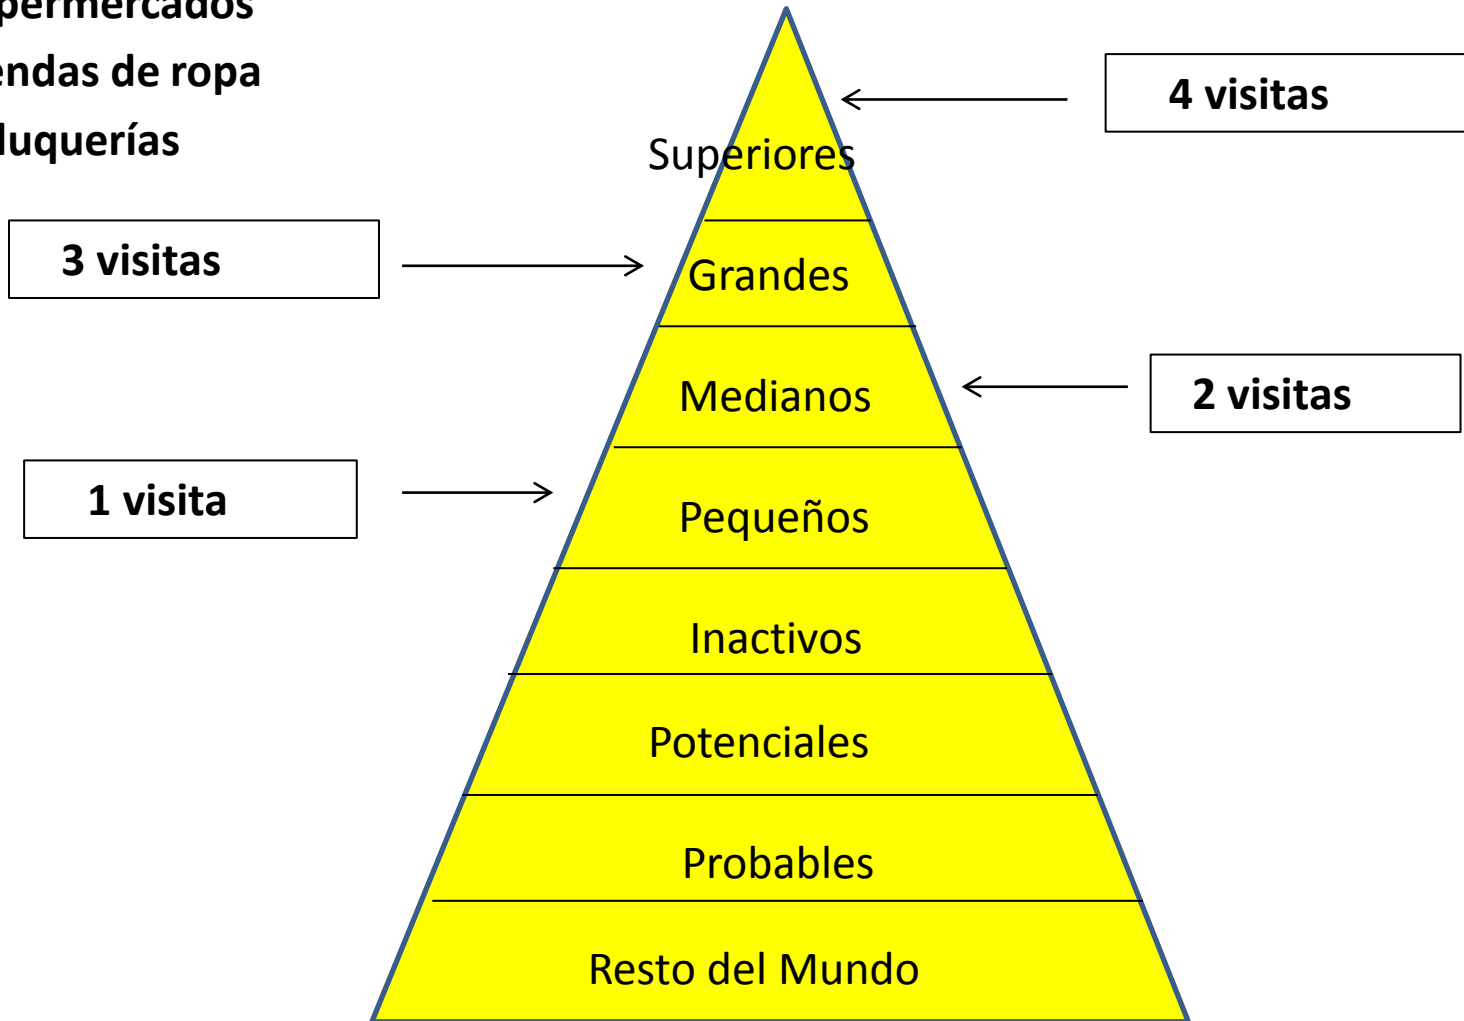 permercados
endas de ropa
luquerías
4 visitas
Superiores
3 visitas
Grandes
Medianos
2 visitas
1 visita
Pequeños
Inactivos
Potenciales
Probables
Resto del Mundo